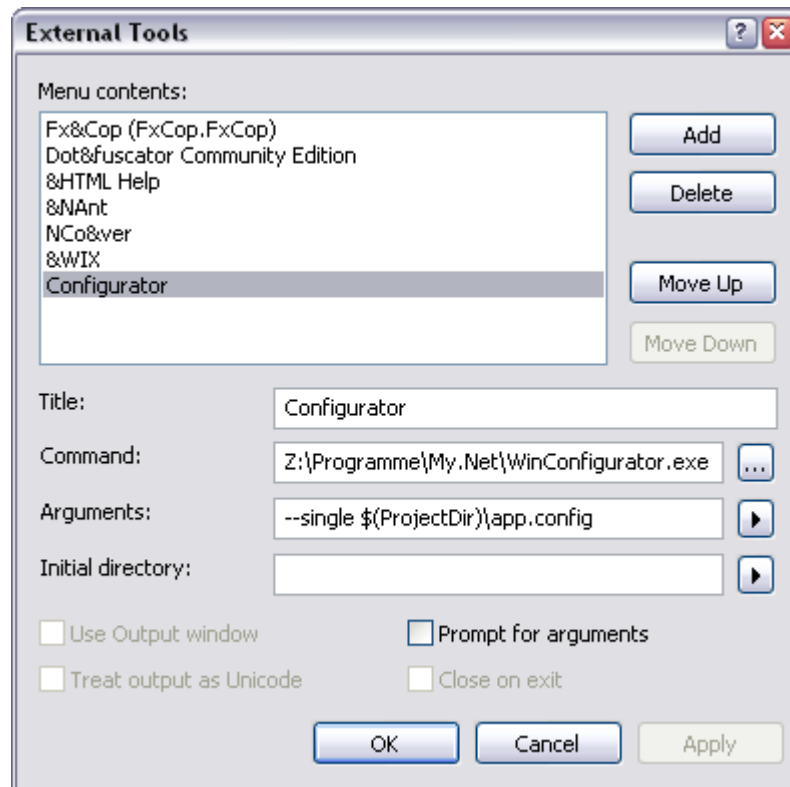 External Tools
Menu contents:
Fx&Cop (FxCop.FxCop)
Dot&fuscator Community Edition
&HTML Help
&NAnt
NCo&ver
&WIX
Configurator
Add
Delete
Move Up
Move Down
Title:
Configurator
Command:
Z:\Programme\My.Net\WinConfigurator.exe
...
Arguments:
--single $(ProjectDir)\app.config
Initial directory:
Use Output window
Prompt for arguments
Treat output as Unicode
Close on exit
OK
Cancel
Apply